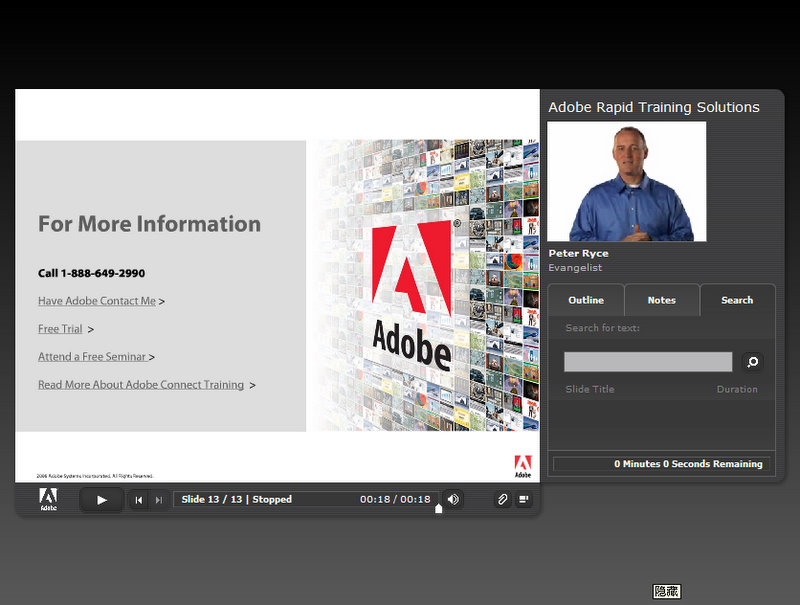 Adobe Rapid Training Solutions
For More Information
Call 1-888-649-2990
Have Adobe Contact Me >
Free Trial >
Attend a Free Seminar >
Read More About Adobe Connect Training >
Adobe
®
2006 Adobe Systems Incorporated. All Rights Reserved.
Adobe
Peter Ryce
Evangelist
Outline Notes Search
Search for text:
Slide Title Duration
0 Minutes 0 Seconds Remaining
Adobe
Slide 13 / 13 | Stopped 00:18 / 00:18
隐藏